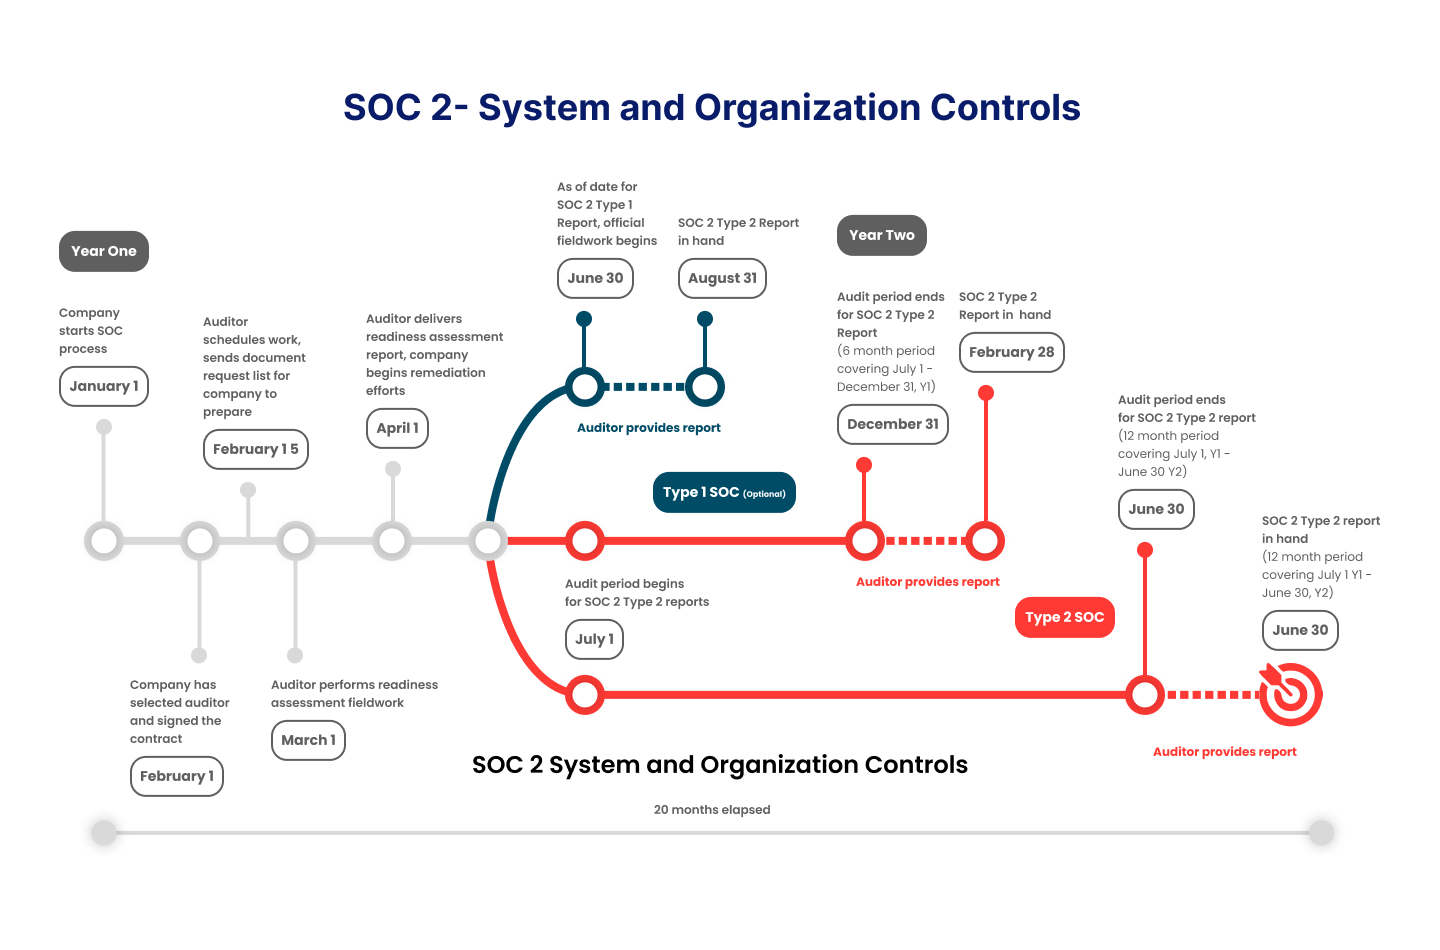 SOC 2- System and Organization Controls
Year One
Company
starts SOC
process
January 1
Auditor
schedules work,
sends document
request list for
company to
prepare
February 1 5
Auditor delivers
readiness assessment
report, company
begins remediation
efforts
April 1
As of date for
SOC 2 Type 1
Report, official
fieldwork begins
June 30
SOC 2 Type 2 Report
in hand
August 31
Auditor provides report
Type 1 SOC (Optional)
Year Two
Audit period ends
for SOC 2 Type 2
Report
(6 month period
covering July 1 -
December 31, Y1)
December 31
SOC 2 Type 2
Report in hand
February 28
Auditor provides report
Type 2 SOC
Audit period ends
for SOC 2 Type 2 report
(12 month period
covering July 1, Y1 -
June 30 Y2)
June 30
SOC 2 Type 2 report
in hand
(12 month period
covering July 1 Y1 -
June 30, Y2)
June 30
Auditor provides report
Audit period begins
for SOC 2 Type 2 reports
July 1
Company has
selected auditor
and signed the
contract
February 1
Auditor performs readiness
assessment fieldwork
March 1
SOC 2 System and Organization Controls
20 months elapsed